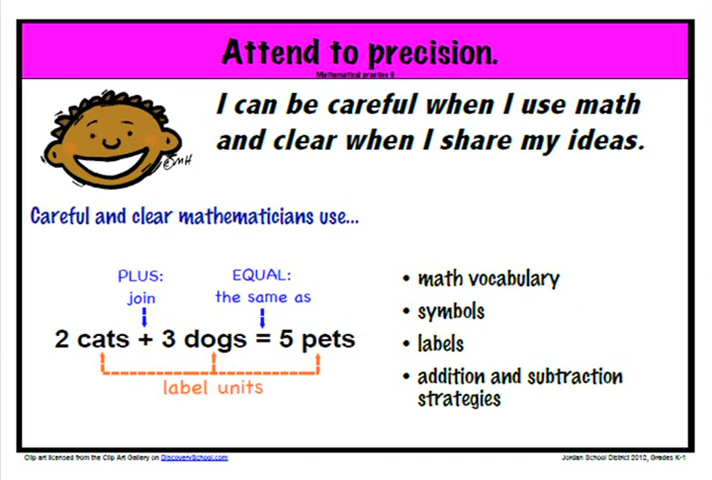 Attend to precision.
Mathematical practice 6
I can be careful when I use math
and clear when I share my ideas.
©MH
Careful and clear mathematicians use...
PLUS:
join
EQUAL:
the same as
2 cats + 3 dogs = 5 pets
label units
• math vocabulary
• symbols
• labels
• addition and subtraction
strategies
Clip art licensed from the Clip Art Gallery on DiscoverySchool.com
Jordan School District 2012, Grades K-1